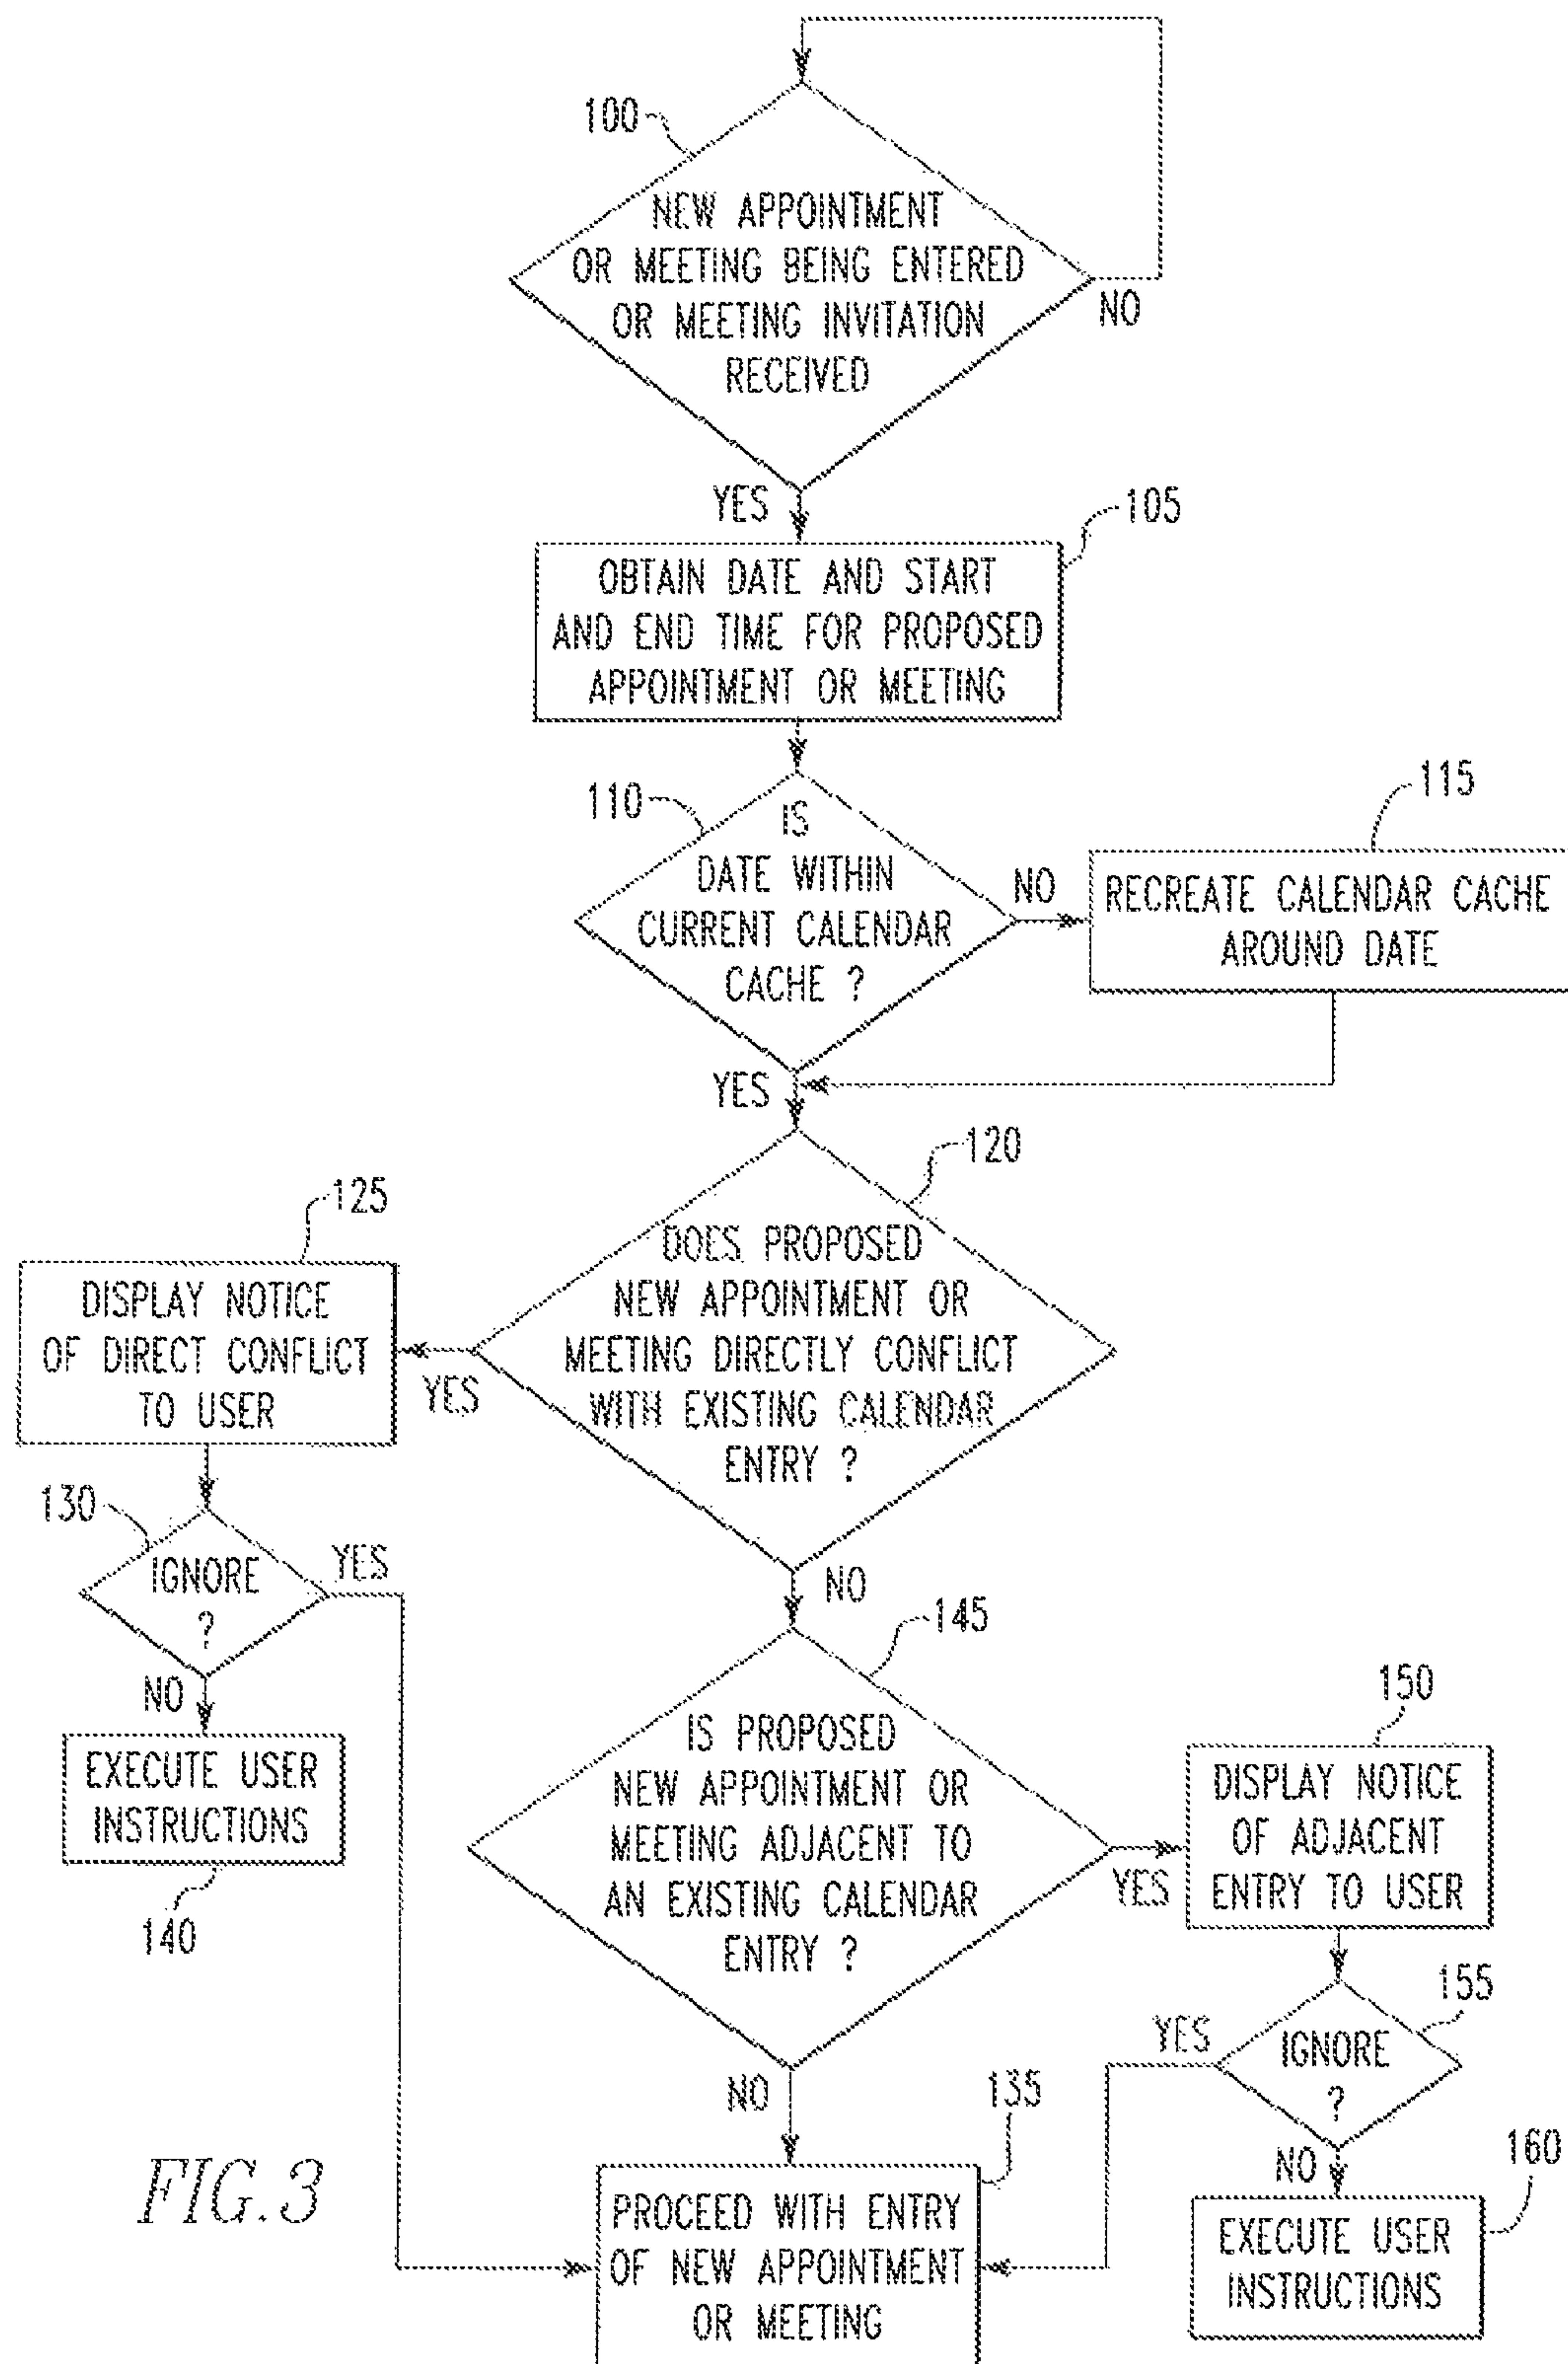 100
NEW APPOINTMENT
OR MEETING BEING ENTERED
OR MEETING INVITATION
RECEIVED
NO
YES
105
OBTAIN DATE AND START
AND END TIME FOR PROPOSED
APPOINTMENT OR MEETING
110
IS
DATE WITHIN
CURRENT CALENDAR
CACHE ?
NO
115
RECREATE CALENDAR CACHE
AROUND DATE
YES
120
DOES PROPOSED
NEW APPOINTMENT OR
MEETING DIRECTLY CONFLICT
WITH EXISTING CALENDAR
ENTRY ?
YES
125
DISPLAY NOTICE
OF DIRECT CONFLICT
TO USER
130
IGNORE
?
YES
NO
EXECUTE USER
INSTRUCTIONS
140
NO
145
IS PROPOSED
NEW APPOINTMENT OR
MEETING ADJACENT TO
AN EXISTING CALENDAR
ENTRY ?
YES
150
DISPLAY NOTICE
OF ADJACENT
ENTRY TO USER
155
IGNORE
?
YES
NO
160
EXECUTE USER
INSTRUCTIONS
NO
135
PROCEED WITH ENTRY
OF NEW APPOINTMENT
OR MEETING
FIG.3